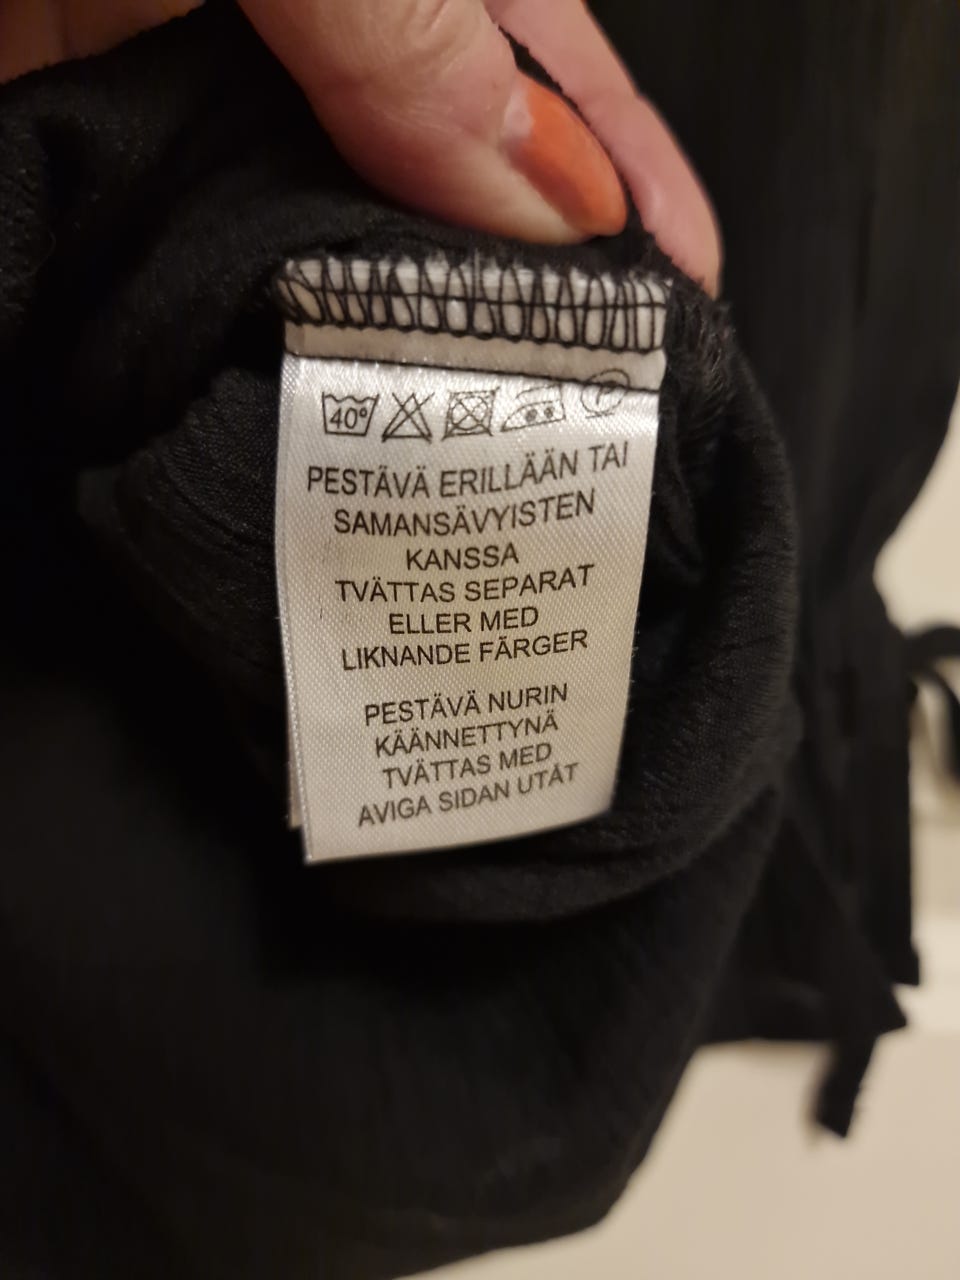 40°
P
PESTÄVÄ ERILLÄÄN TAI
SAMANSÄVYISTEN
KANSSA
TVÄTTAS SEPARAT
ELLER MED
LIKNANDE FÄRGER
PESTÄVÄ NURIN
KÄÄNNETTYNÄ
TVÄTTAS MED
AVIGA SIDAN UTÅT